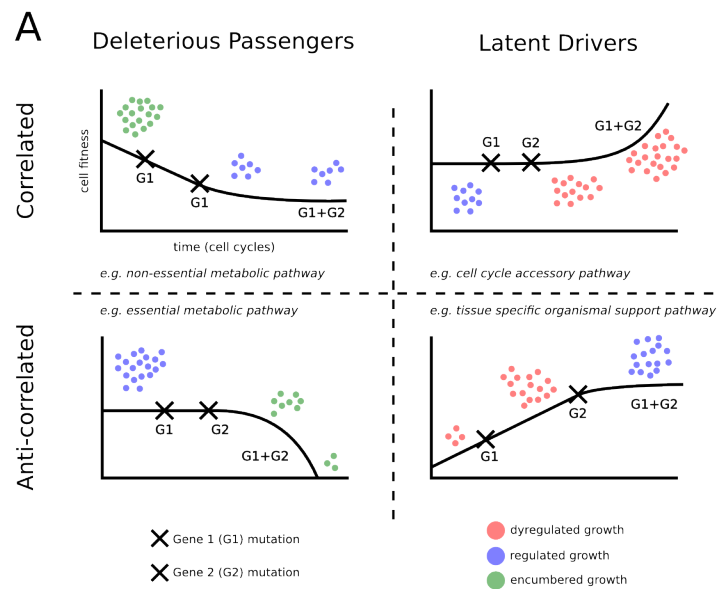 A
Deleterious Passengers
Latent Drivers
Correlated
cell fitness
G1
G1
G1+G2
time (cell cycles)
e.g. non-essential metabolic pathway
G1
G2
G1+G2
e.g. cell cycle accessory pathway
Anti-correlated
e.g. essential metabolic pathway
G1
G2
G1+G2
e.g. tissue specific organismal support pathway
G1
G2
G1+G2
Gene 1 (G1) mutation
Gene 2 (G2) mutation
dyregulated growth
regulated growth
encumbered growth